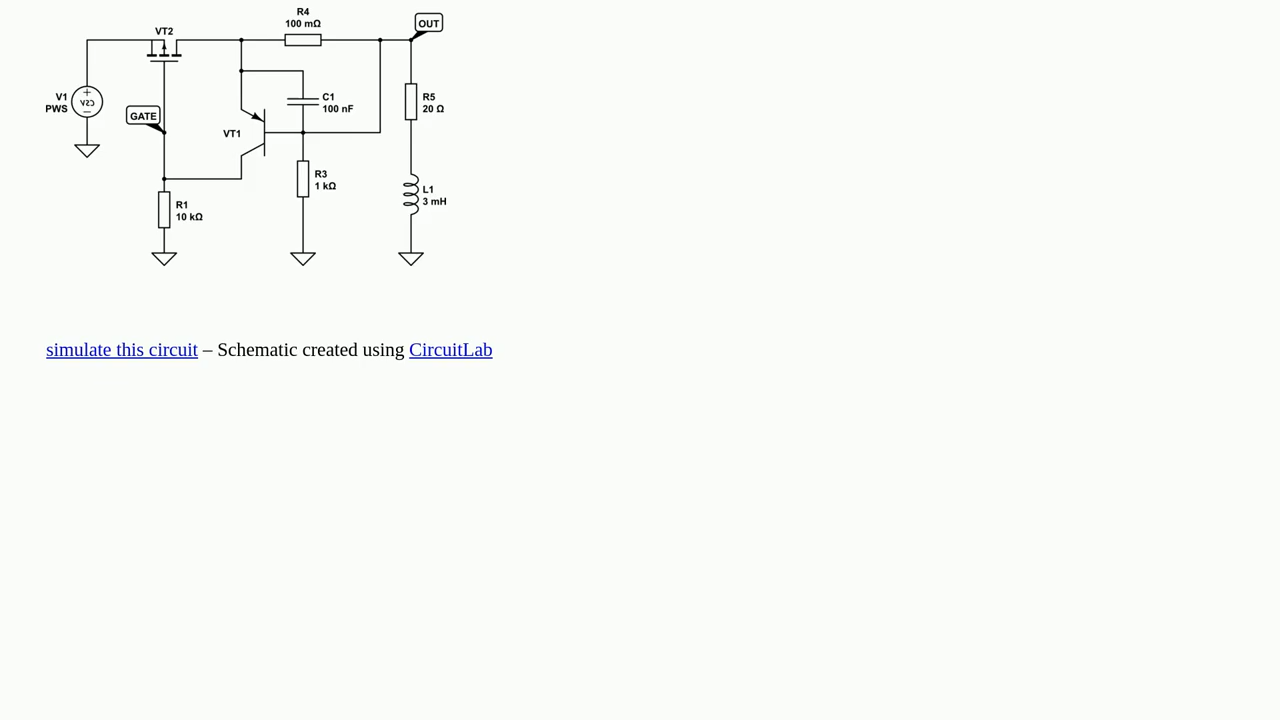 R4
100 mΩ
OUT
VT2
V1
PWS
CSV
GATE
C1
100 nF
R5
20 Ω
VT1
R3
1 kΩ
L1
3 mH
R1
10 kΩ
simulate this circuit – Schematic created using CircuitLab